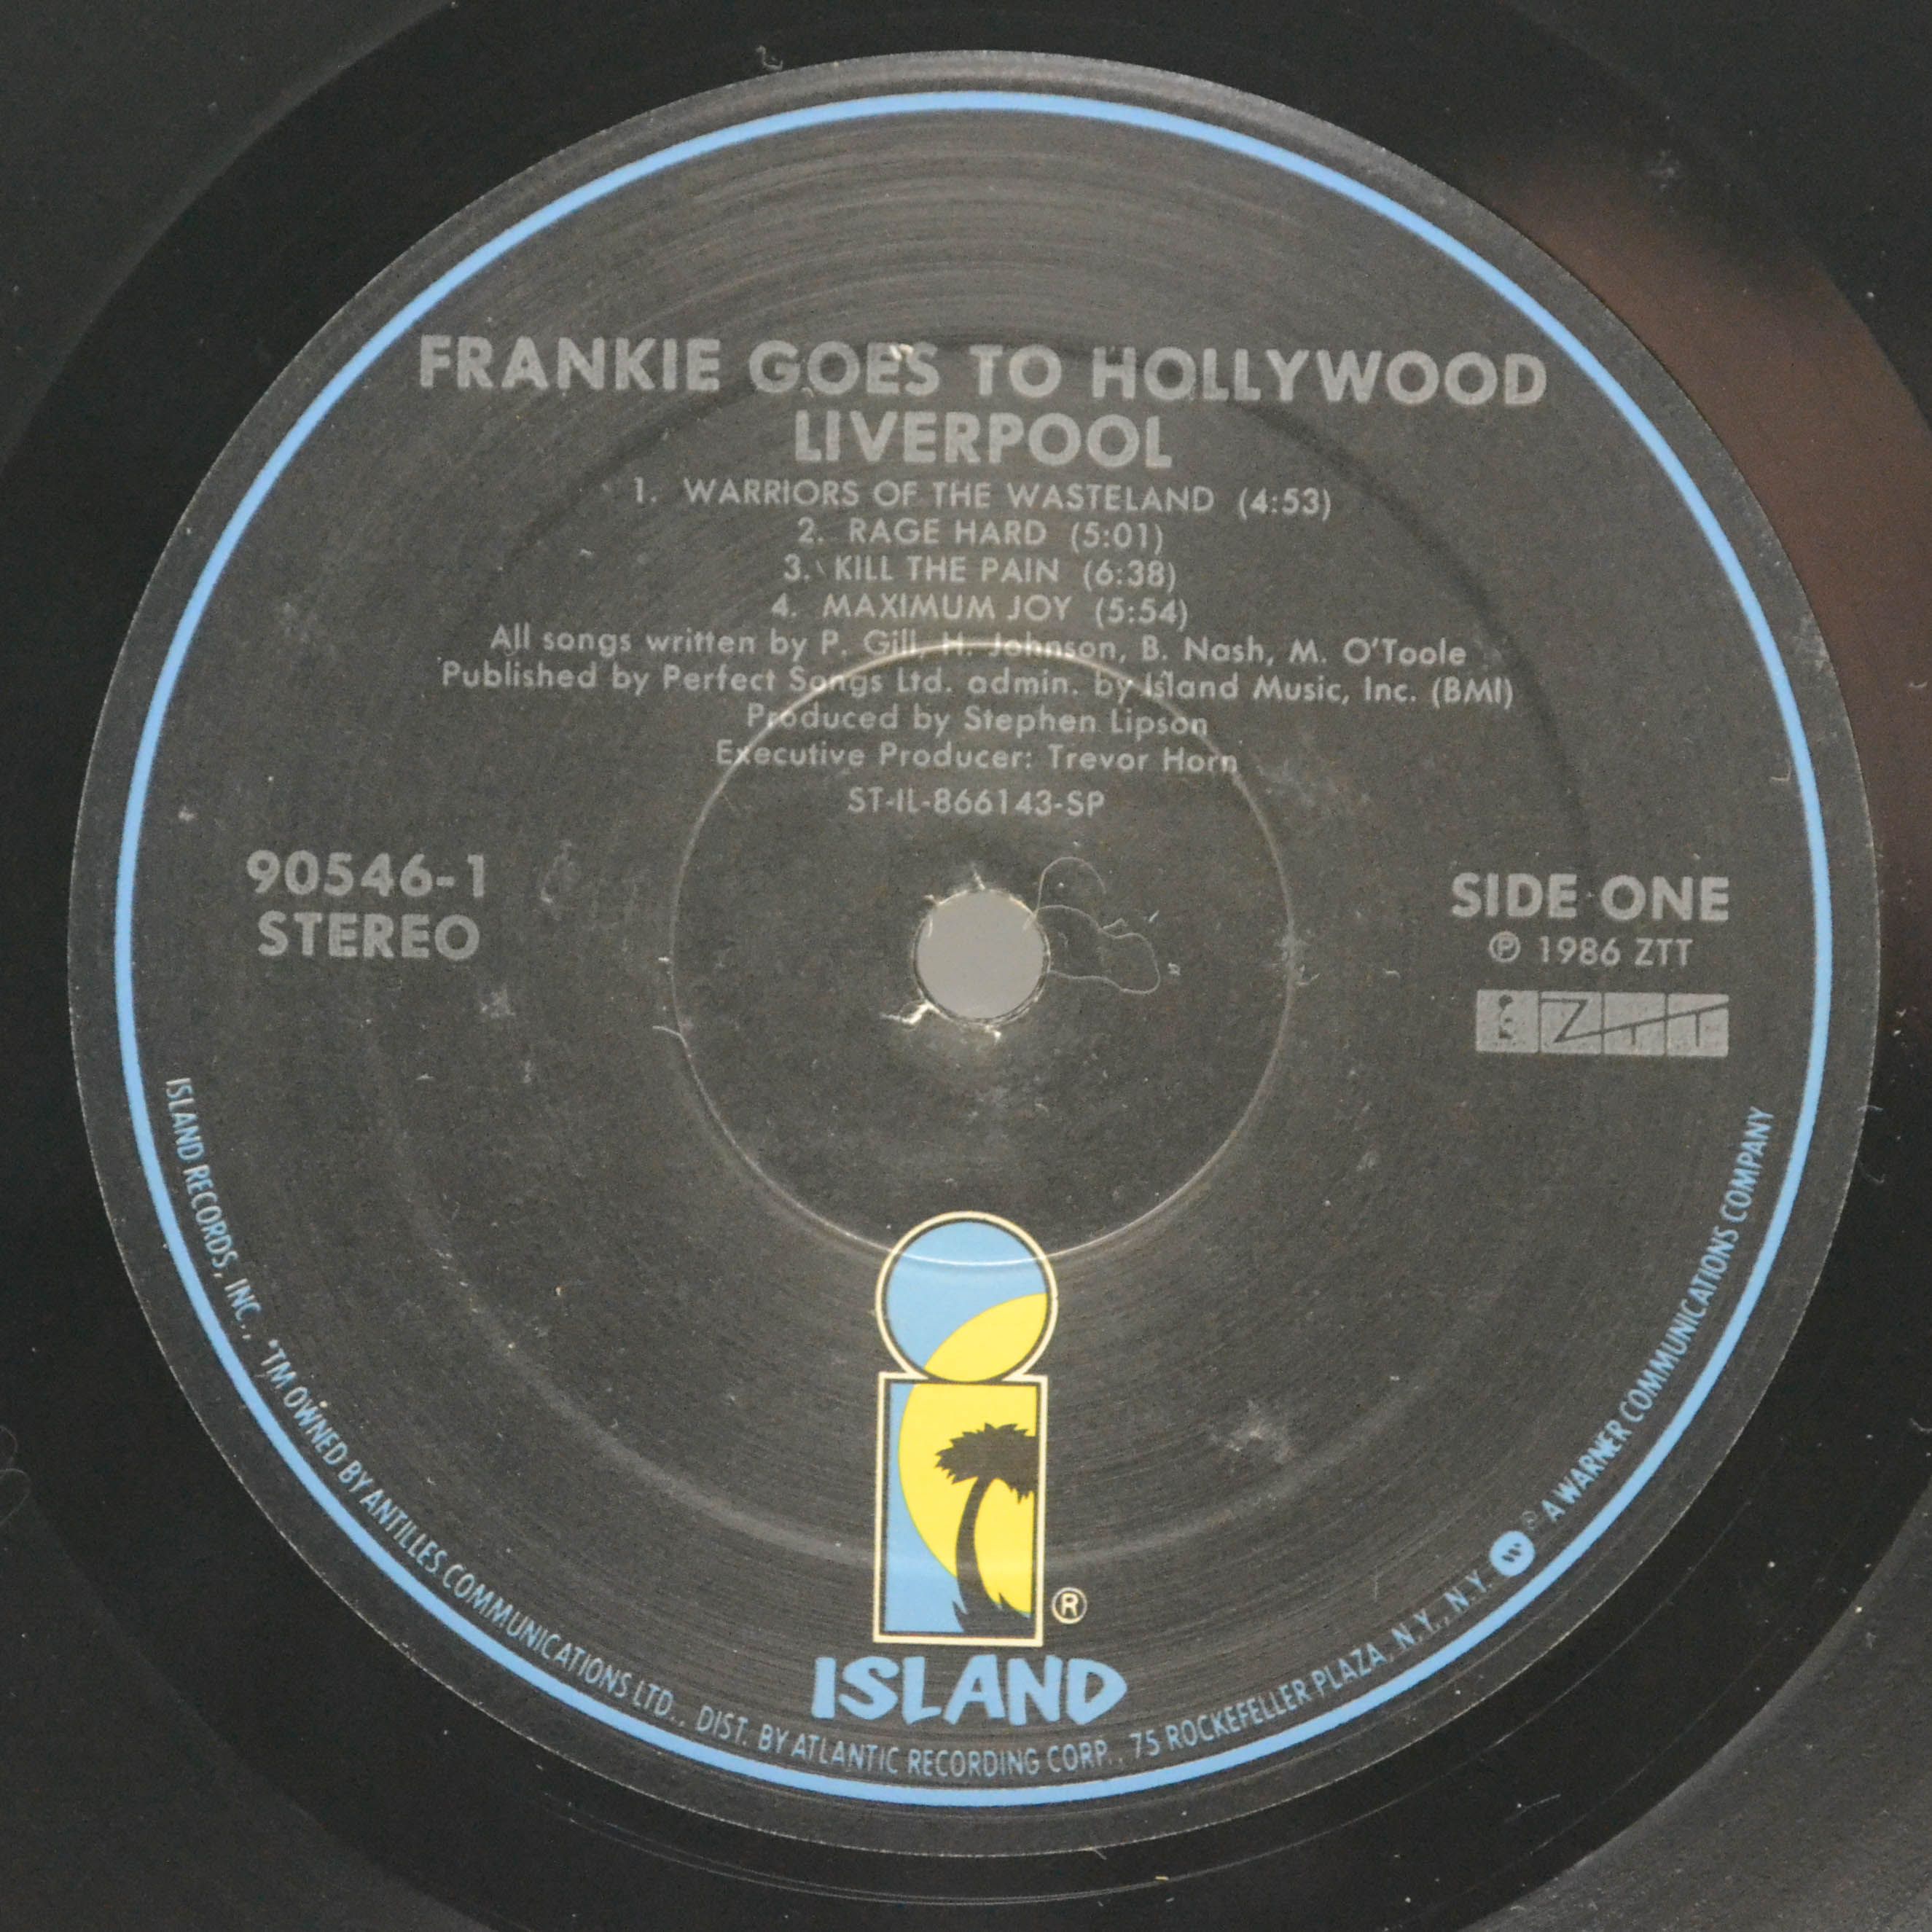 FRANKIE GOES TO HOLLYWOOD
LIVERPOOL
1. WARRIORS OF THE WASTELAND (4:53)
2. RAGE HARD (5:01)
3. KILL THE PAIN (6:38)
4. MAXIMUM JOY (5:54)
All songs written by P. Gill, H. Johnson, B. Nash, M. O'Toole
Published by Perfect Songs Ltd. admin. by Island Music, Inc. (BMI)
Produced by Stephen Lipson
Executive Producer: Trevor Horn
ST-IL-866143-SP
90546-1
STEREO
SIDE ONE
℗ 1986 ZTT
ZTT
®
ISLAND
ISLAND RECORDS, INC., *TM OWNED BY ANTILLES COMMUNICATIONS LTD., DIST. BY ATLANTIC RECORDING CORP., 75 ROCKEFELLER PLAZA, N.Y., N.Y. ® A WARNER COMMUNICATIONS COMPANY